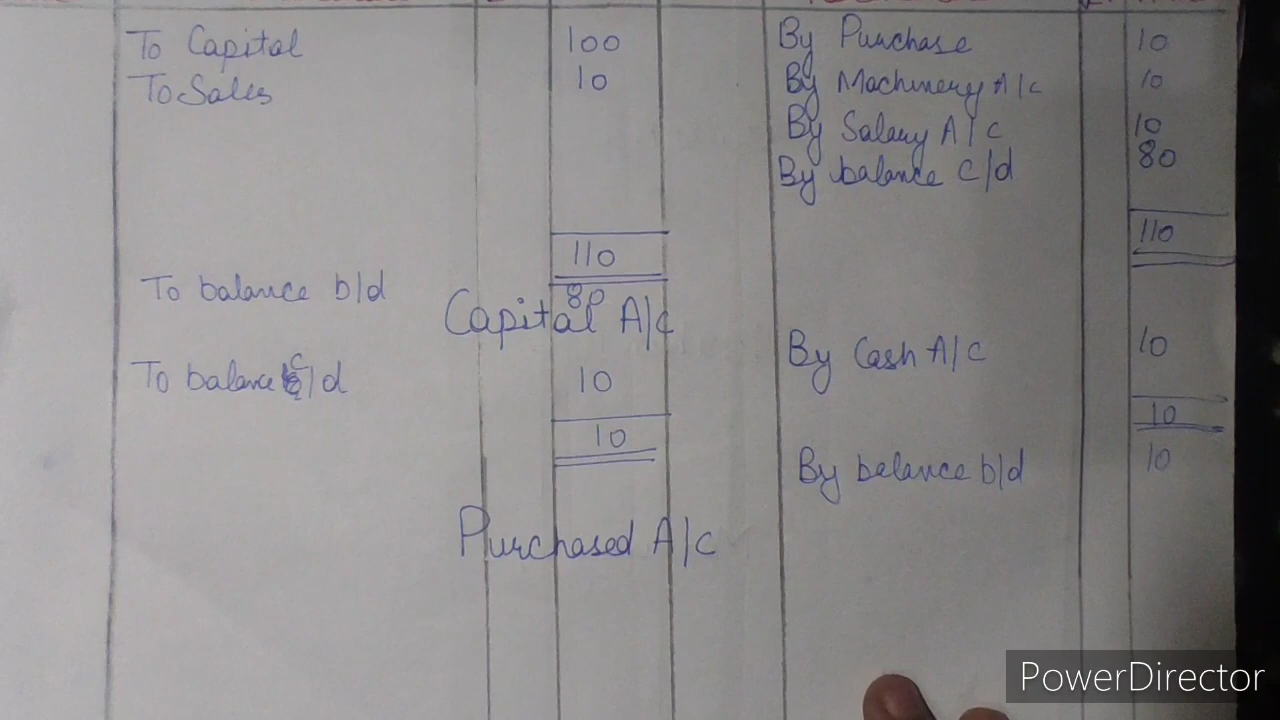 To Capital 100 By Purchase 10
To Sales 10 By Machinery A/c 10
By Salary A/c 10
By balance c/d 80
110 110
To balance b/d 80
Capital A/c
To balance c/d 10 By Cash A/c 10
10 10
By balance b/d 10
Purchased A/c
PowerDirector